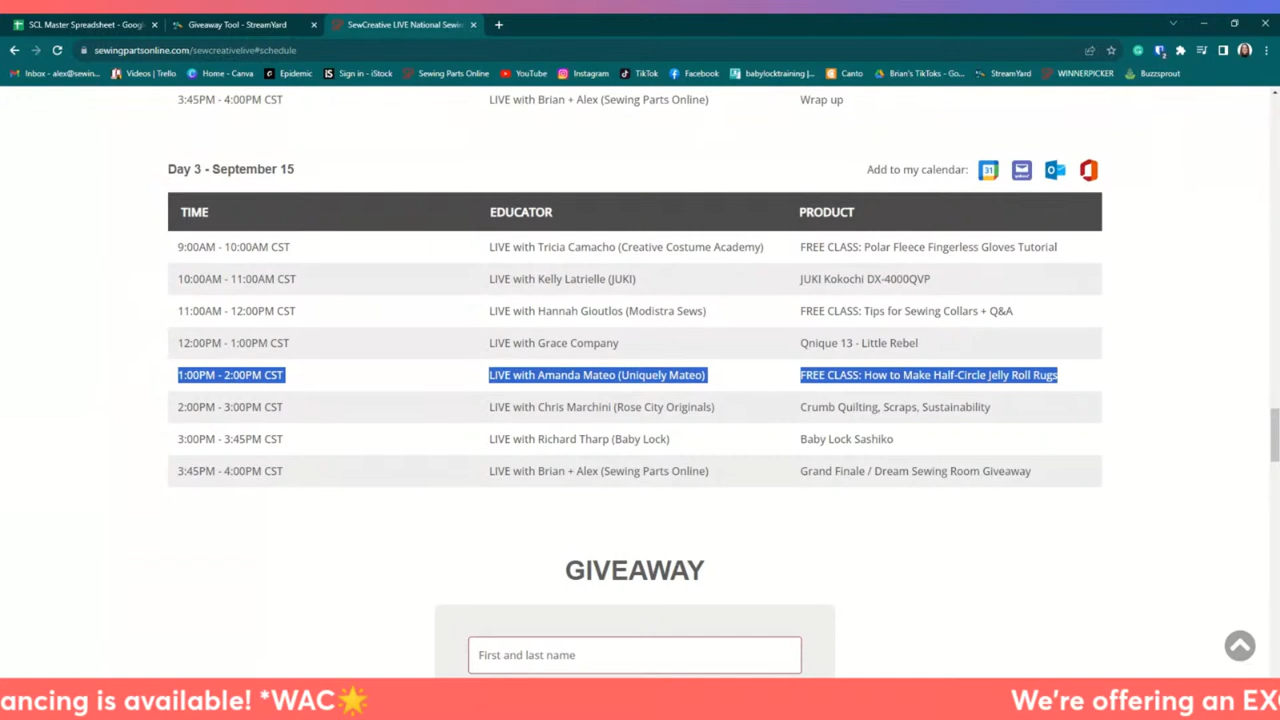 SCL Master Spreadsheet - Goog
Giveaway Tool - StreamYard
SewCreative LIVE National Sewin
sewingpartsonline.com/sewcreativelive#schedule
Inbox - alex@sewin...
Videos | Trello
Home - Canva
Epidemic
Sign in - iStock
Sewing Parts Online
YouTube
Instagram
TikTok
Facebook
babylocktraining |...
Canto
Brian's TikToks - Goo...
StreamYard
WINNERPICKER
Buzzsprout
3:45PM - 4:00PM CST LIVE with Brian + Alex (Sewing Parts Online) Wrap up
Day 3 - September 15 Add to my calendar: 31
TIME EDUCATOR PRODUCT
9:00AM - 10:00AM CST LIVE with Tricia Camacho (Creative Costume Academy) FREE CLASS: Polar Fleece Fingerless Gloves Tutorial
10:00AM - 11:00AM CST LIVE with Kelly Latrielle (JUKI) JUKI Kokochi DX-4000QVP
11:00AM - 12:00PM CST LIVE with Hannah Gioutlos (Modistra Sews) FREE CLASS: Tips for Sewing Collars + Q&A
12:00PM - 1:00PM CST LIVE with Grace Company Qnique 13 - Little Rebel
1:00PM - 2:00PM CST LIVE with Amanda Mateo (Uniquely Mateo) FREE CLASS: How to Make Half-Circle Jelly Roll Rugs
2:00PM - 3:00PM CST LIVE with Chris Marchini (Rose City Originals) Crumb Quilting, Scraps, Sustainability
3:00PM - 3:45PM CST LIVE with Richard Tharp (Baby Lock) Baby Lock Sashiko
3:45PM - 4:00PM CST LIVE with Brian + Alex (Sewing Parts Online) Grand Finale / Dream Sewing Room Giveaway
GIVEAWAY
First and last name
ancing is available! *WAC🌟 We're offering an EX